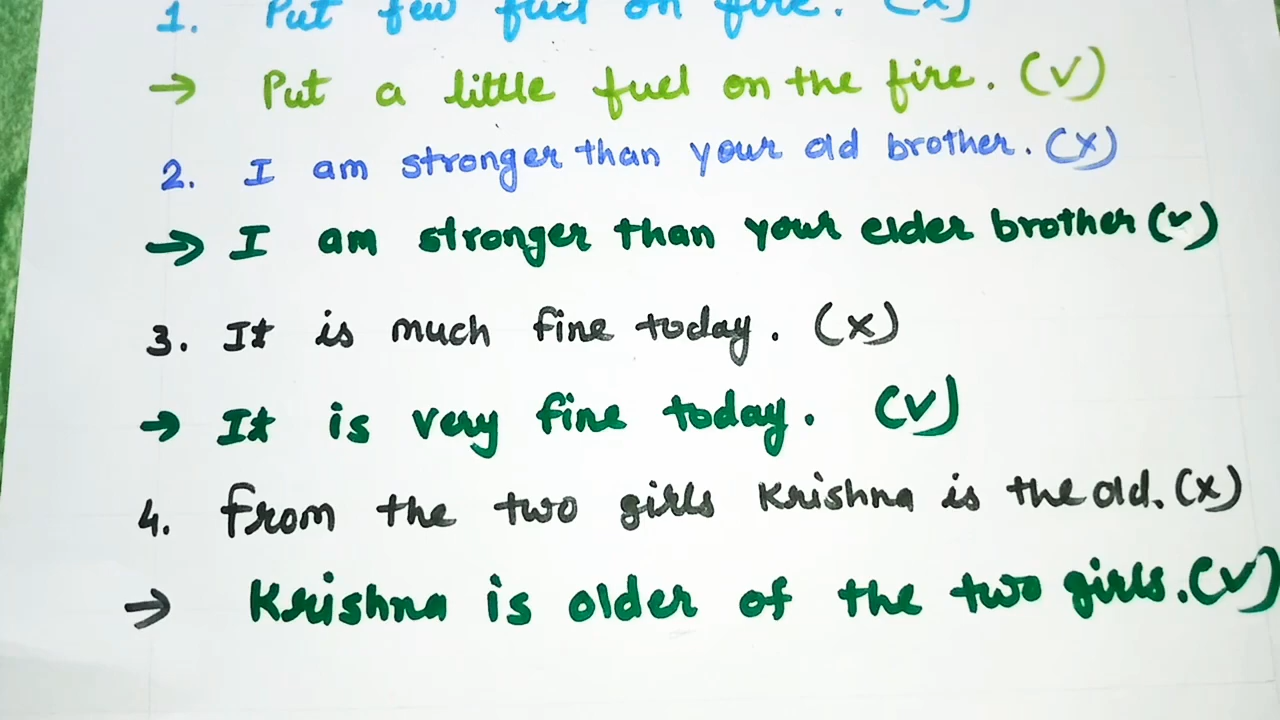 1. Put few fuel on fire. (x)
→ Put a little fuel on the fire. (v)
2. I am stronger than your old brother. (x)
→ I am stronger than your elder brother (v)
3. It is much fine today. (x)
→ It is very fine today. (v)
4. From the two girls Krishna is the old. (x)
→ Krishna is older of the two girls. (v)